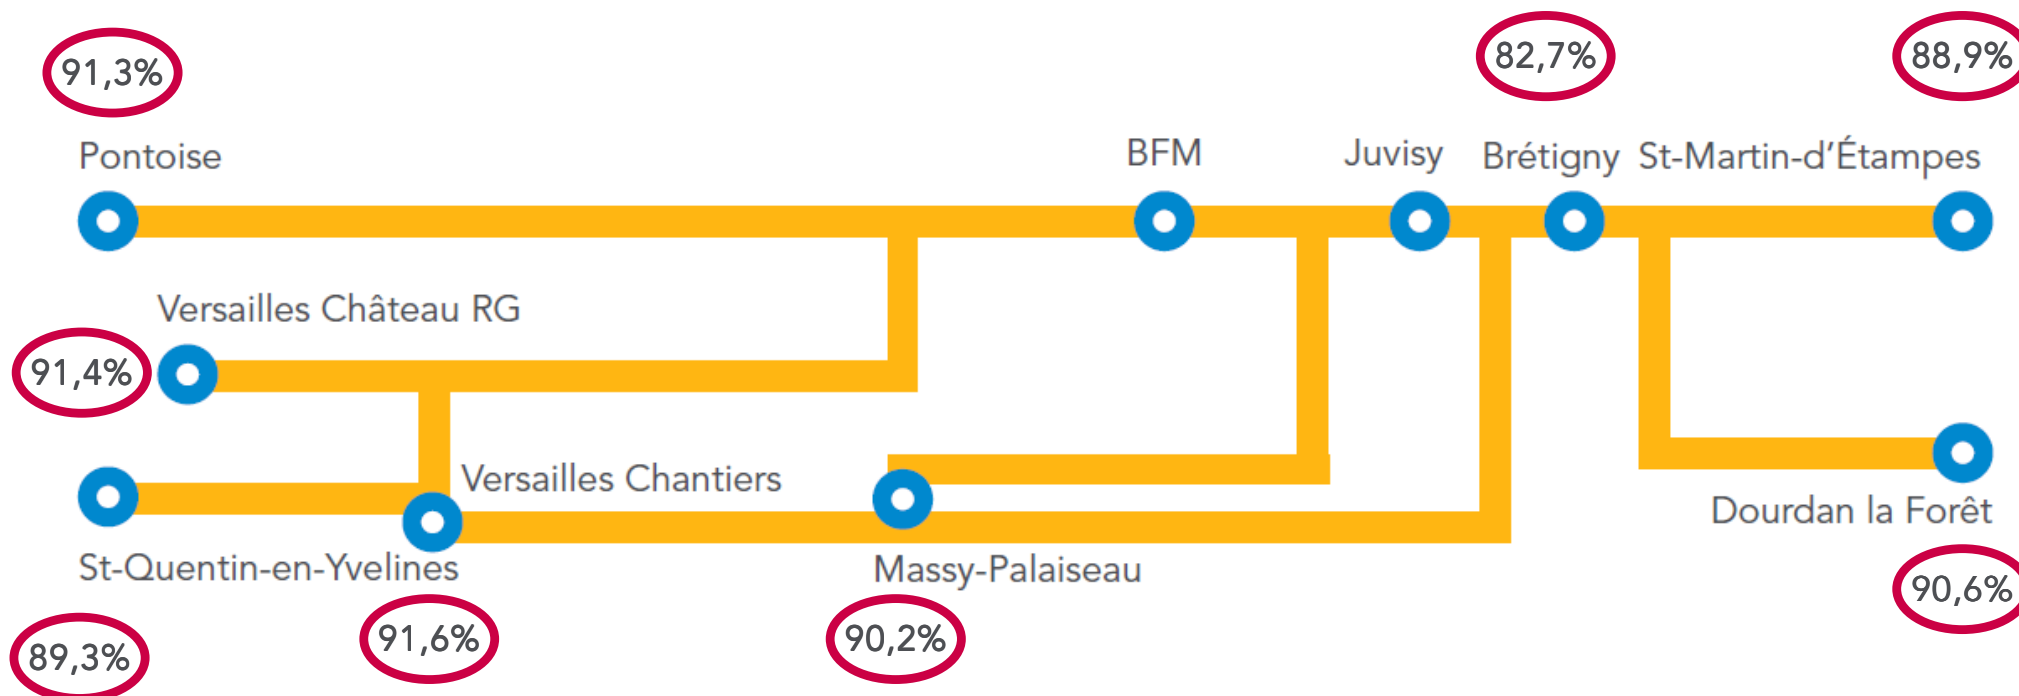 91,3%
82,7%
88,9%
Pontoise
BFM
Juvisy
Brétigny
St-Martin-d'Étampes
Versailles Château RG
91,4%
Versailles Chantiers
St-Quentin-en-Yvelines
Massy-Palaiseau
Dourdan la Forêt
89,3%
91,6%
90,2%
90,6%